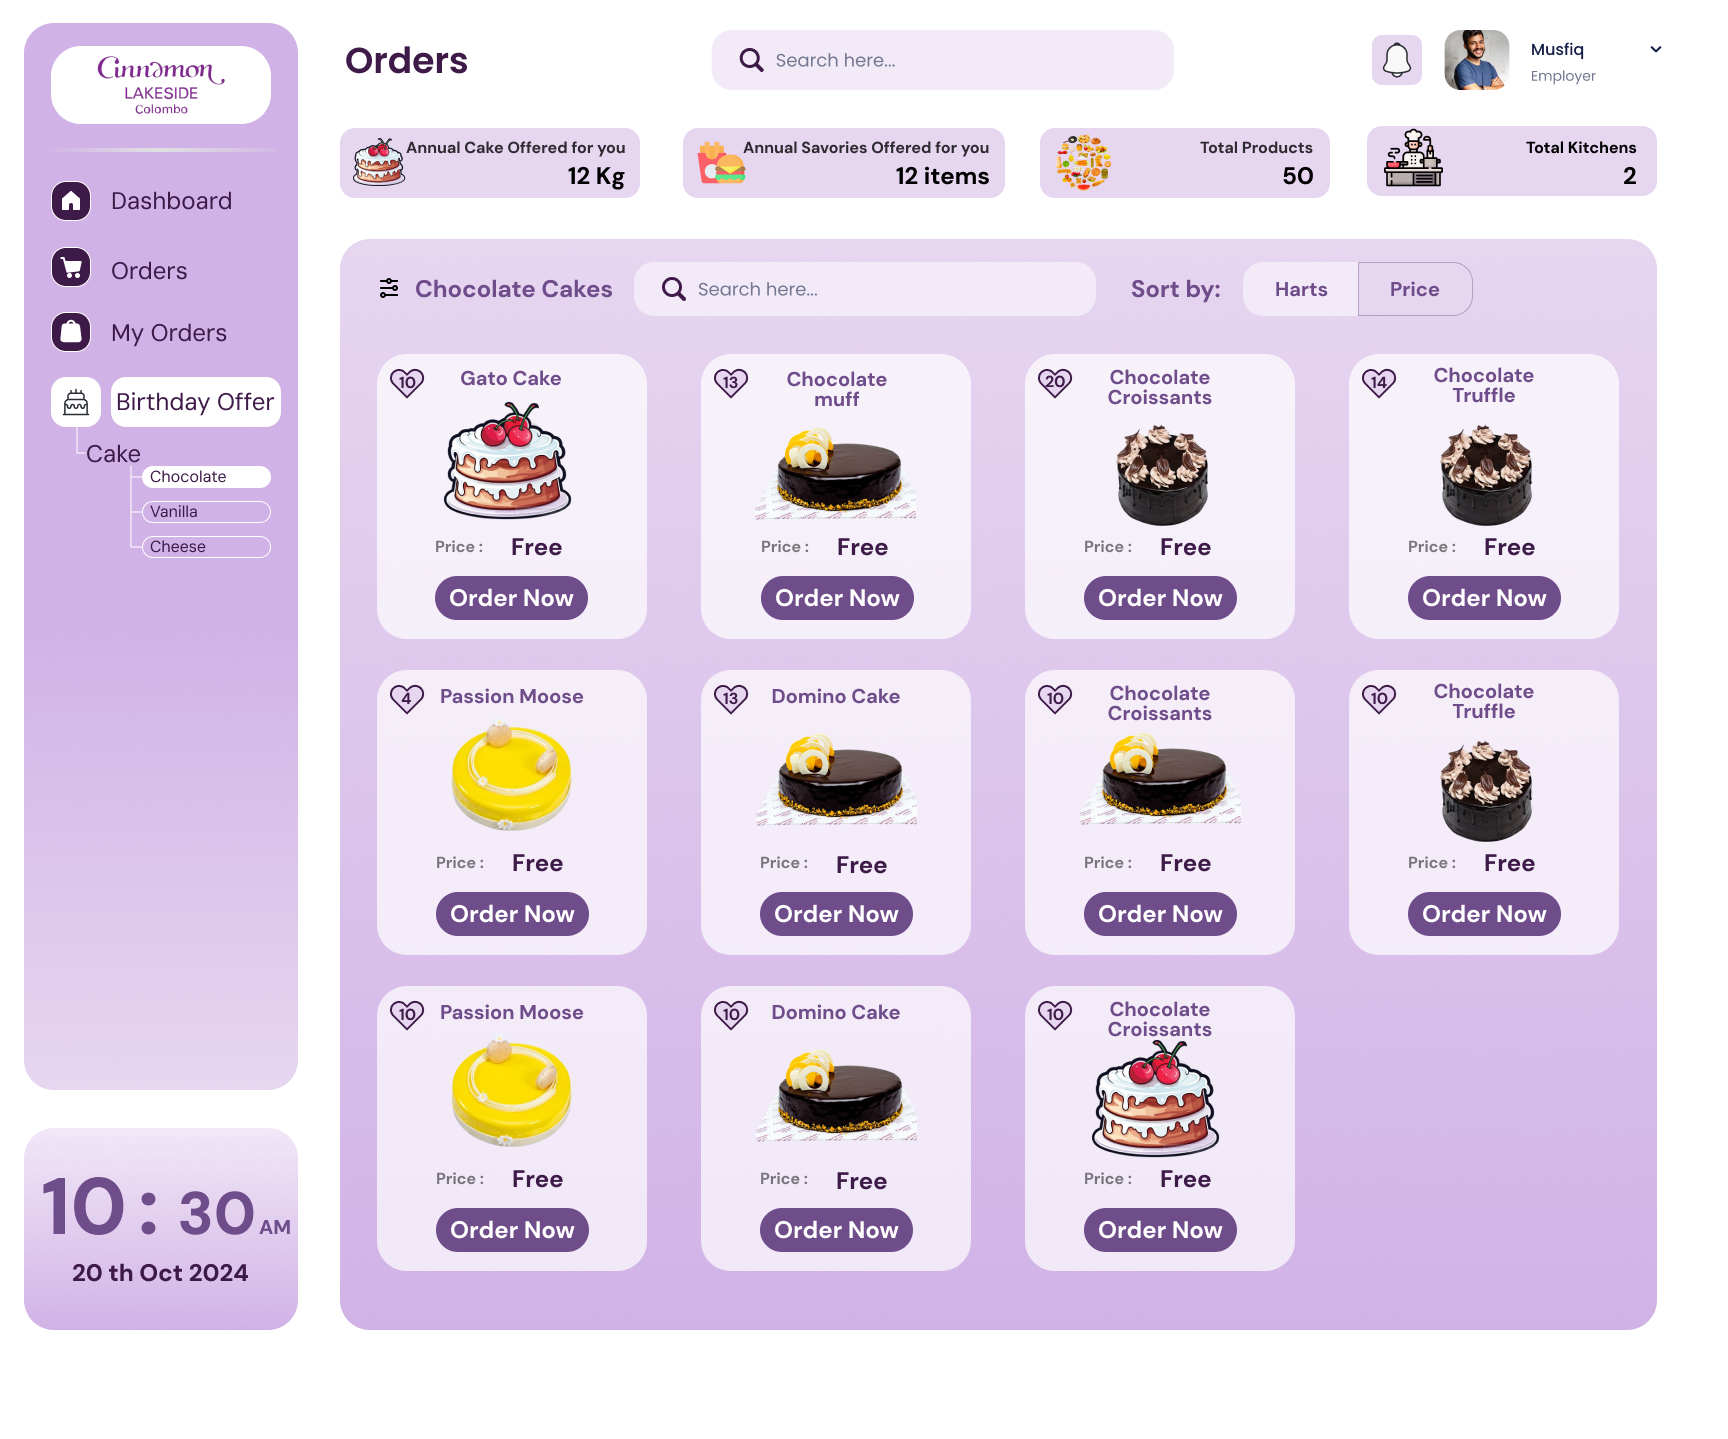 Cinnamon
LAKESIDE
Colombo
Dashboard
Orders
My Orders
Birthday Offer
Cake
Chocolate
Vanilla
Cheese
10 : 30 AM
20 th Oct 2024
Orders
Search here...
Musfiq
Employer
Annual Cake Offered for you
12 Kg
Annual Savories Offered for you
12 items
Total Products
50
Total Kitchens
2
Chocolate Cakes
Search here...
Sort by:
Harts
Price
10
Gato Cake
Price : Free
Order Now
13
Chocolate
muff
Price : Free
Order Now
20
Chocolate
Croissants
Price : Free
Order Now
14
Chocolate
Truffle
Price : Free
Order Now
4
Passion Moose
Price : Free
Order Now
13
Domino Cake
Price : Free
Order Now
10
Chocolate
Croissants
Price : Free
Order Now
10
Chocolate
Truffle
Price : Free
Order Now
10
Passion Moose
Price : Free
Order Now
10
Domino Cake
Price : Free
Order Now
10
Chocolate
Croissants
Price : Free
Order Now